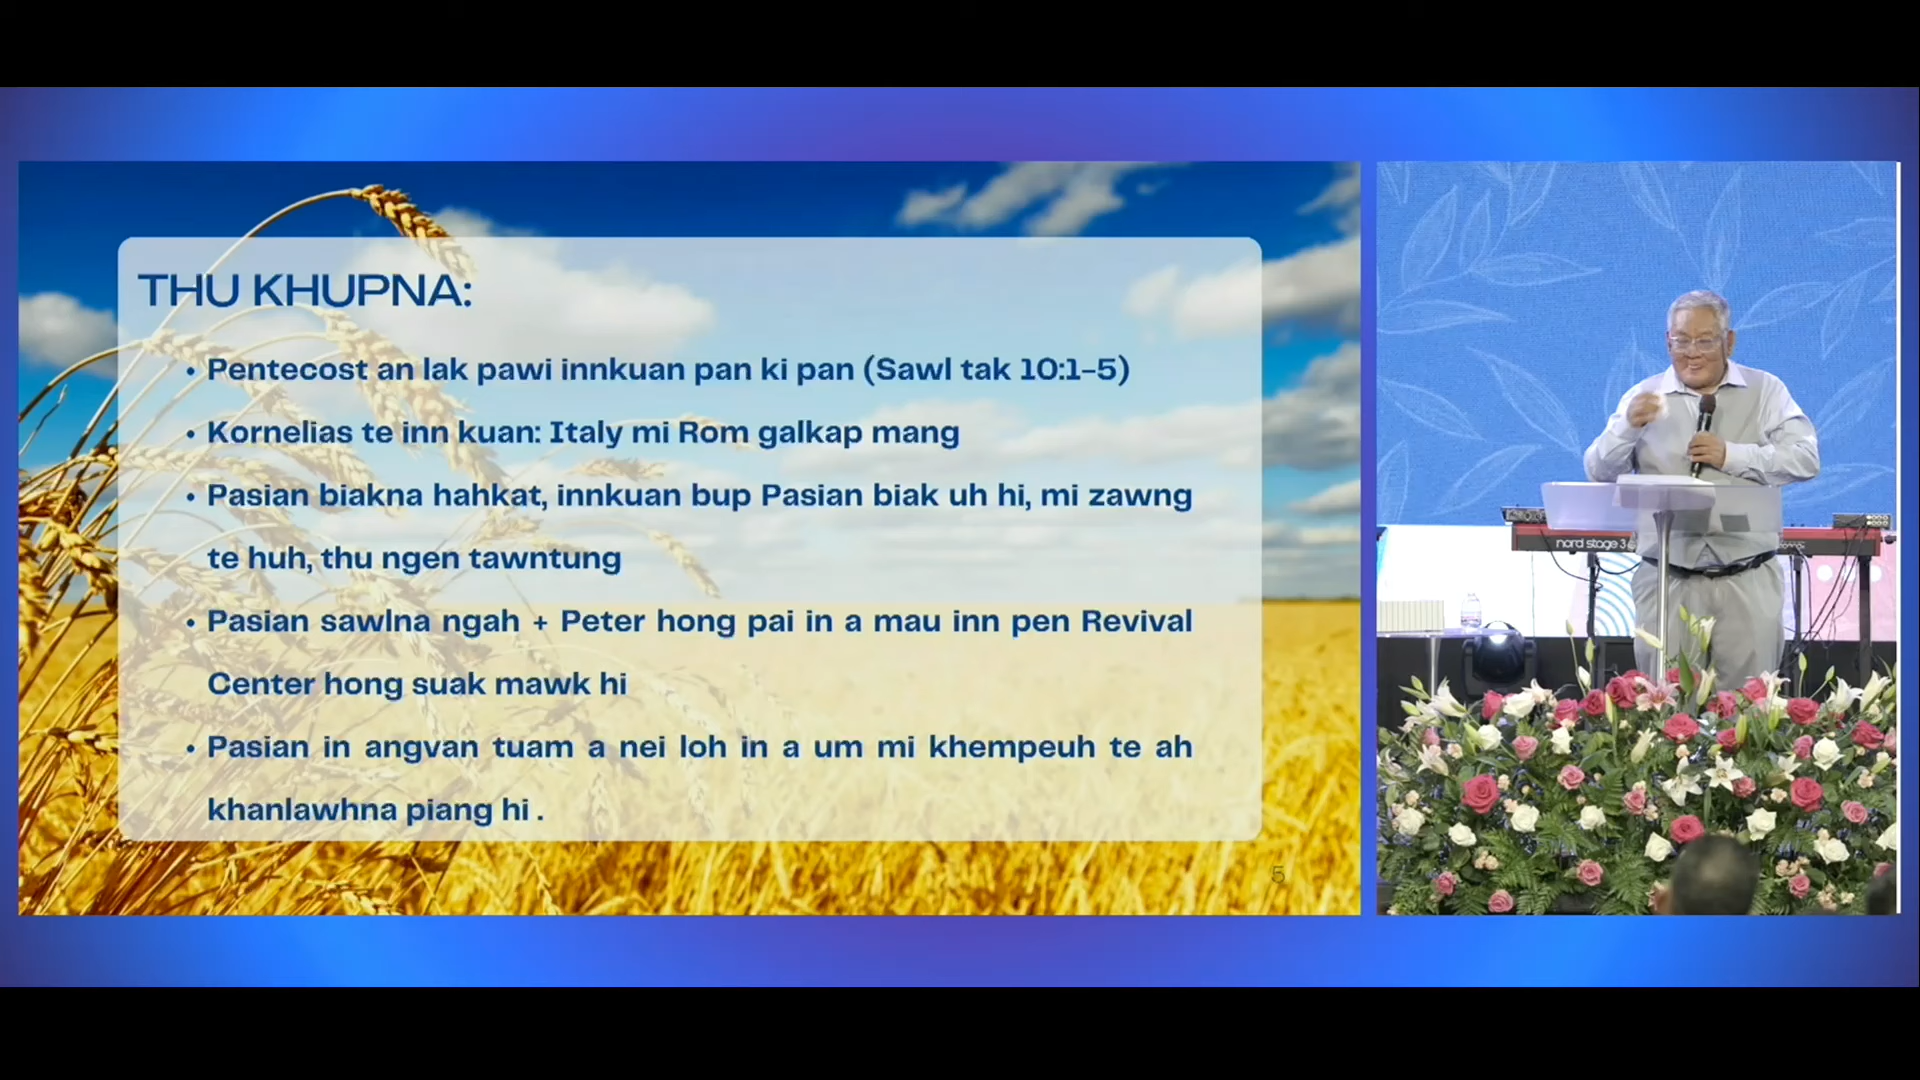 THU KHUPNA:
• Pentecost an lak pawi innkuan pan ki pan (Sawl tak 10:1-5)
• Kornelias te inn kuan: Italy mi Rom galkap mang
• Pasian biakna hahkat, innkuan bup Pasian biak uh hi, mi zawng
te huh, thu ngen tawntung
• Pasian sawlna ngah + Peter hong pai in a mau inn pen Revival
Center hong suak mawk hi
• Pasian in angvan tuam a nei loh in a um mi khempeuh te ah
khanlawhna piang hi .
5
nord stage 3